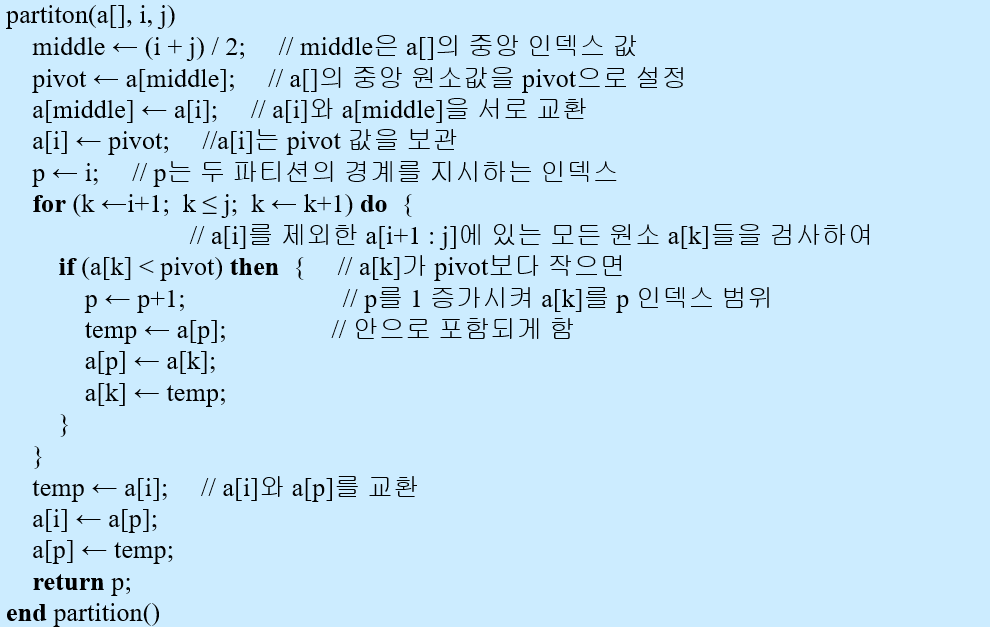 partiton(a[], i, j)
middle ← (i + j) / 2; // middle은 a[]의 중앙 인덱스 값
pivot ← a[middle]; // a[]의 중앙 원소값을 pivot으로 설정
a[middle] ← a[i]; // a[i]와 a[middle]을 서로 교환
a[i] ← pivot; //a[i]는 pivot 값을 보관
p ← i; // p는 두 파티션의 경계를 지시하는 인덱스
for (k ←i+1; k ≤ j; k ← k+1) do {
// a[i]를 제외한 a[i+1 : j]에 있는 모든 원소 a[k]들을 검사하여
if (a[k] < pivot) then { // a[k]가 pivot보다 작으면
p ← p+1; // p를 1 증가시켜 a[k]를 p 인덱스 범위
temp ← a[p]; // 안으로 포함되게 함
a[p] ← a[k];
a[k] ← temp;
}
}
temp ← a[i]; // a[i]와 a[p]를 교환
a[i] ← a[p];
a[p] ← temp;
return p;
end partition()